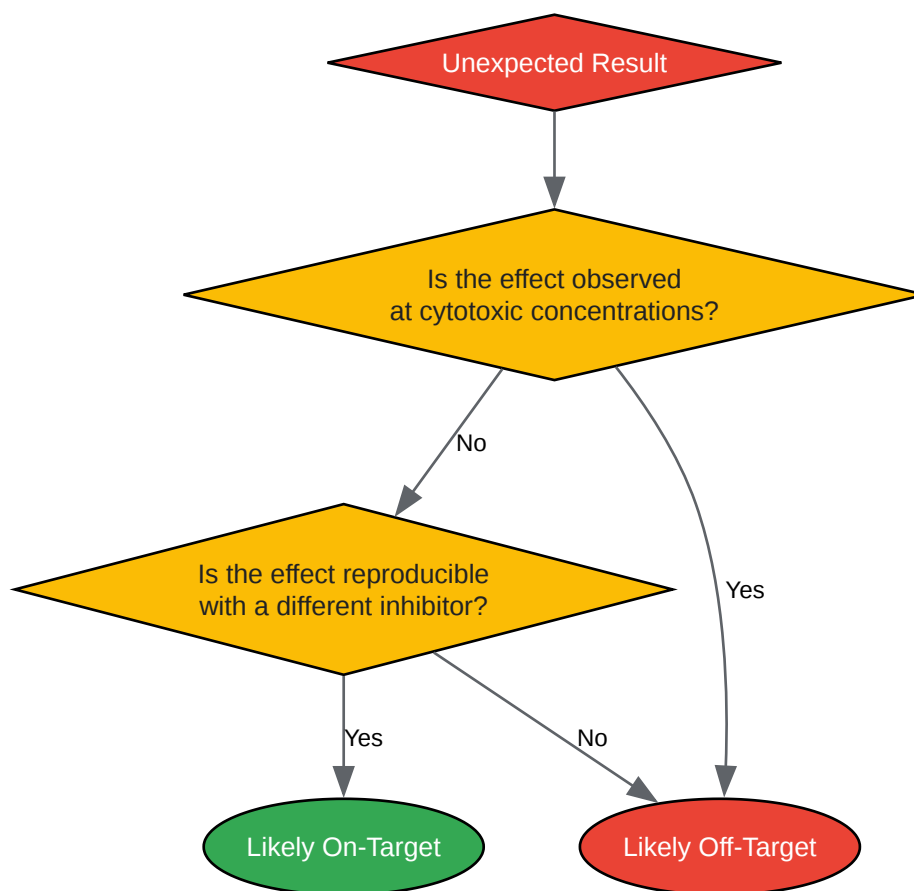 Unexpected Result
Is the effect observed
at cytotoxic concentrations?
No
Is the effect reproducible
with a different inhibitor?
Yes
Yes
No
Likely On-Target
Likely Off-Target